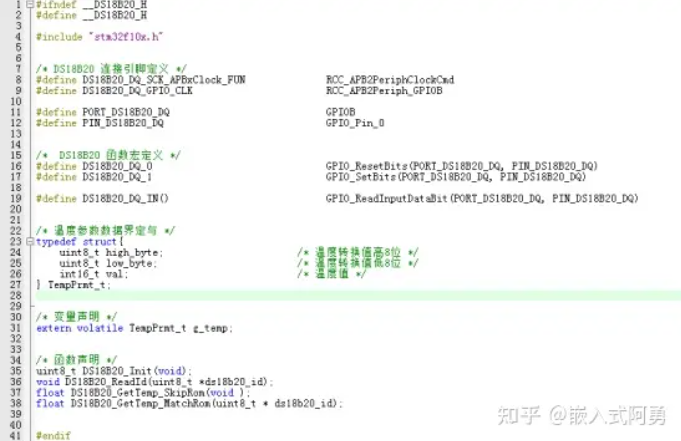 1 #ifndef __DS18B20_H
2 #define __DS18B20_H
3
4 #include "stm32f10x.h"
5
6
7 /* DS18B20 连接引脚定义 */
8 #define DS18B20_DQ_SCK_APBxClock_FUN RCC_APB2PeriphClockCmd
9 #define DS18B20_DQ_GPIO_CLK RCC_APB2Periph_GPIOB
10
11 #define PORT_DS18B20_DQ GPIOB
12 #define PIN_DS18B20_DQ GPIO_Pin_0
13
14
15 /* DS18B20 函数宏定义 */
16 #define DS18B20_DQ_0 GPIO_ResetBits(PORT_DS18B20_DQ, PIN_DS18B20_DQ)
17 #define DS18B20_DQ_1 GPIO_SetBits(PORT_DS18B20_DQ, PIN_DS18B20_DQ)
18
19 #define DS18B20_DQ_IN() GPIO_ReadInputDataBit(PORT_DS18B20_DQ, PIN_DS18B20_DQ)
20
21
22 /* 温度参数数据界定与 */
23 typedef struct{
24 uint8_t high_byte; /* 温度转换值高8位 */
25 uint8_t low_byte; /* 温度转换值低8位 */
26 int16_t val; /* 温度值 */
27 } TempPrmt_t;
28
29
30 /* 变量声明 */
31 extern volatile TempPrmt_t g_temp;
32
33
34 /* 函数声明 */
35 uint8_t DS18B20_Init(void);
36 void DS18B20_ReadId(uint8_t *ds18b20_id);
37 float DS18B20_GetTemp_SkipRom(void );
38 float DS18B20_GetTemp_MatchRom(uint8_t * ds18b20_id);
39
40
41 #endif
知乎 @嵌入式阿勇